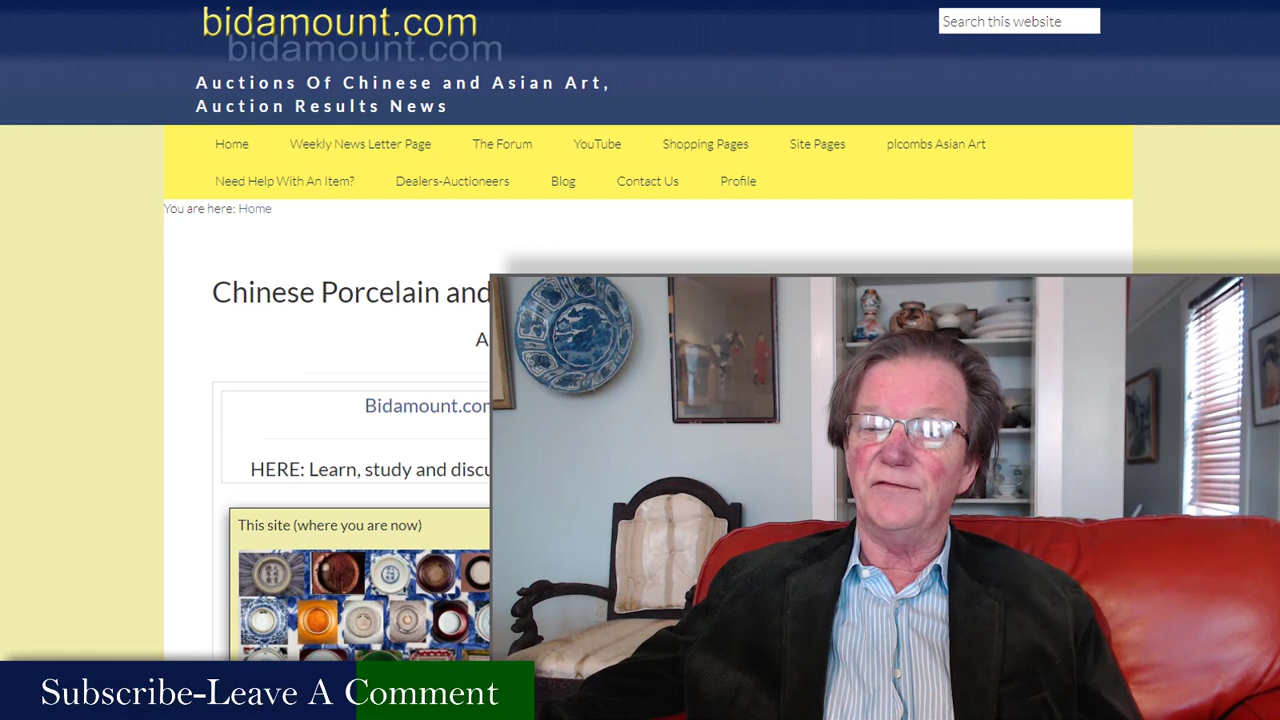 bidamount.com
bidamount.com
Auctions Of Chinese and Asian Art,
Auction Results News
Search this website
Home Weekly News Letter Page The Forum YouTube Shopping Pages Site Pages plcombs Asian Art
Need Help With An Item? Dealers-Auctioneers Blog Contact Us Profile
You are here: Home
Chinese Porcelain and
A
Bidamount.com
HERE: Learn, study and discu
This site (where you are now)
Subscribe-Leave A Comment